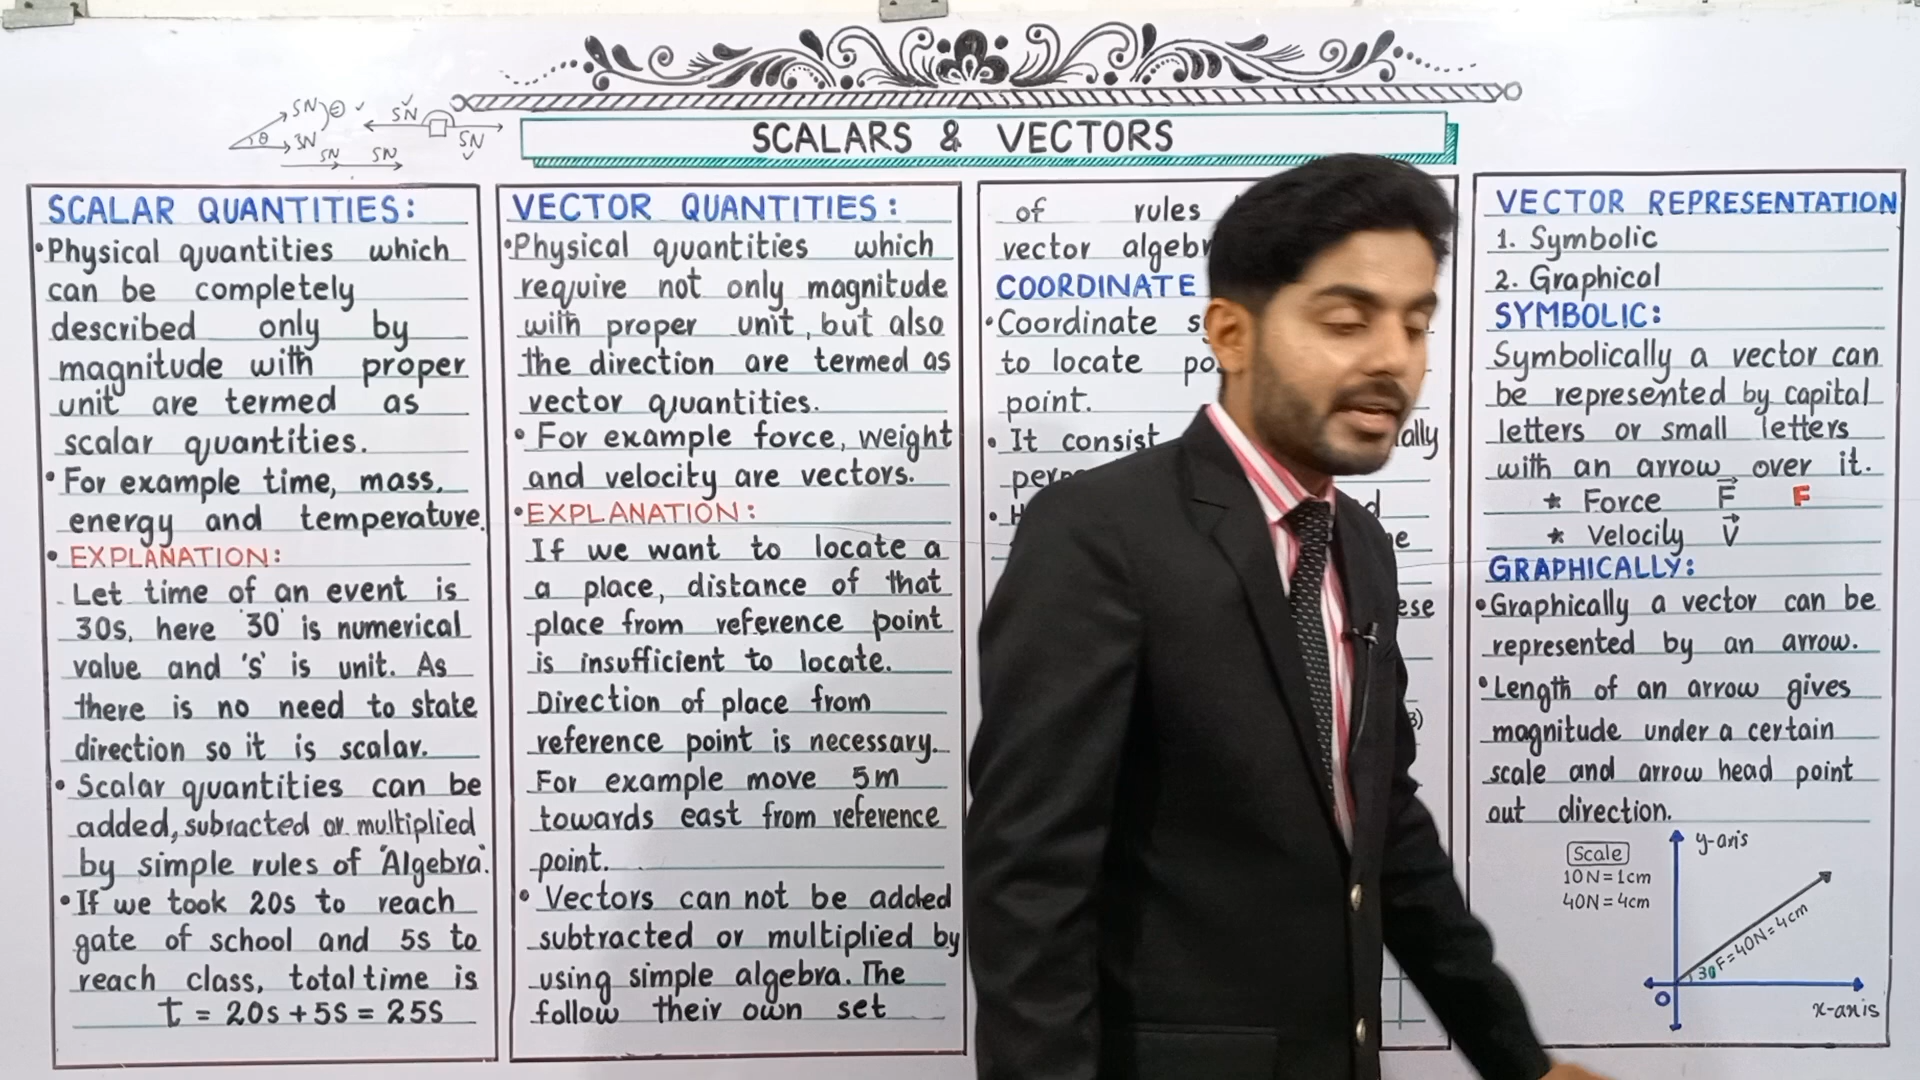 SCALARS & VECTORS
5N
θ
3N
5N
5N
5N
5N
SCALAR QUANTITIES:
•Physical quantities which
can be completely
described only by
magnitude with proper
unit are termed as
scalar quantities.
• For example time, mass,
energy and temperature.
• EXPLANATION:
Let time of an event is
30s, here '30' is numerical
value and 's' is unit. As
there is no need to state
direction so it is scalar.
• Scalar quantities can be
added, subracted or multiplied
by simple rules of "Algebra".
• If we took 20s to reach
gate of school and 5s to
reach class, total time is
t = 20s + 5s = 25s
VECTOR QUANTITIES:
•Physical quantities which
require not only magnitude
with proper unit, but also
the direction are termed as
vector quantities.
• For example force, weight
and velocity are vectors.
• EXPLANATION:
If we want to locate a
a place, distance of that
place from reference point
is insufficient to locate.
Direction of place from
reference point is necessary.
For example move 5m
towards east from reference
point.
• Vectors can not be added
subtracted or multiplied by
using simple algebra. The
follow their own set
of rules
vector algeb
COORDINATE
•Coordinate s
to locate po
point.
• It consist ally
per
ese
VECTOR REPRESENTATION
1. Symbolic
2. Graphical
SYMBOLIC:
Symbolically a vector can
be represented by capital
letters or small letters
with an arrow over it.
* Force F⃗ F
* Velocily V⃗
GRAPHICALLY:
•Graphically a vector can be
represented by an arrow.
•Length of an arrow gives
magnitude under a certain
scale and arrow head point
out direction.
Scale
10N = 1cm
40N = 4cm
y-axis
F = 40N = 4cm
30
O
x-axis